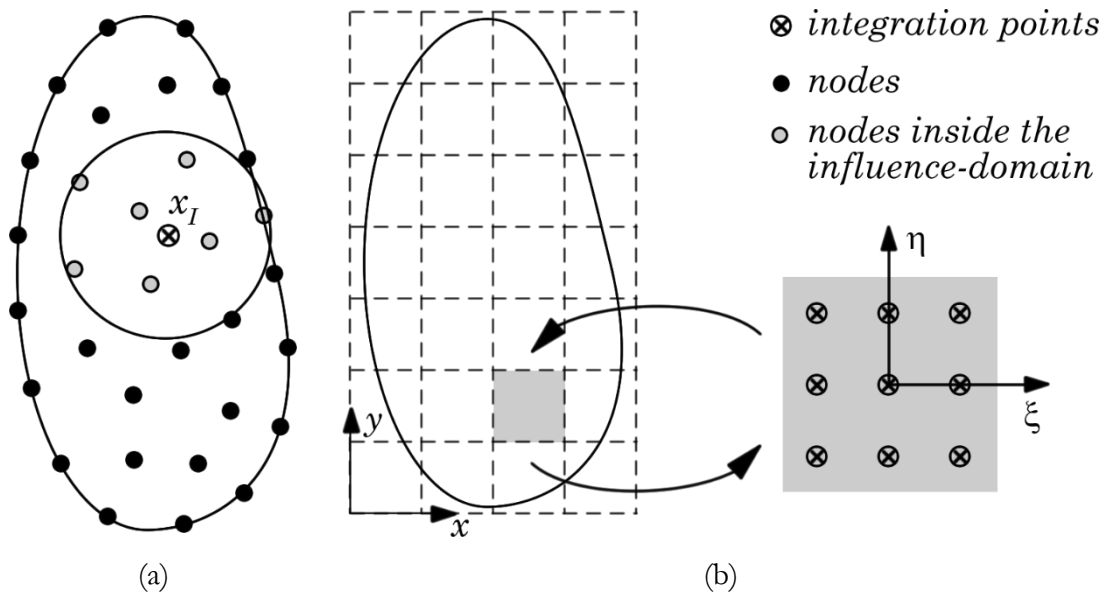 integration points
nodes
nodes inside the
influence-domain
x_I
y
x
η
ξ
(a)
(b)